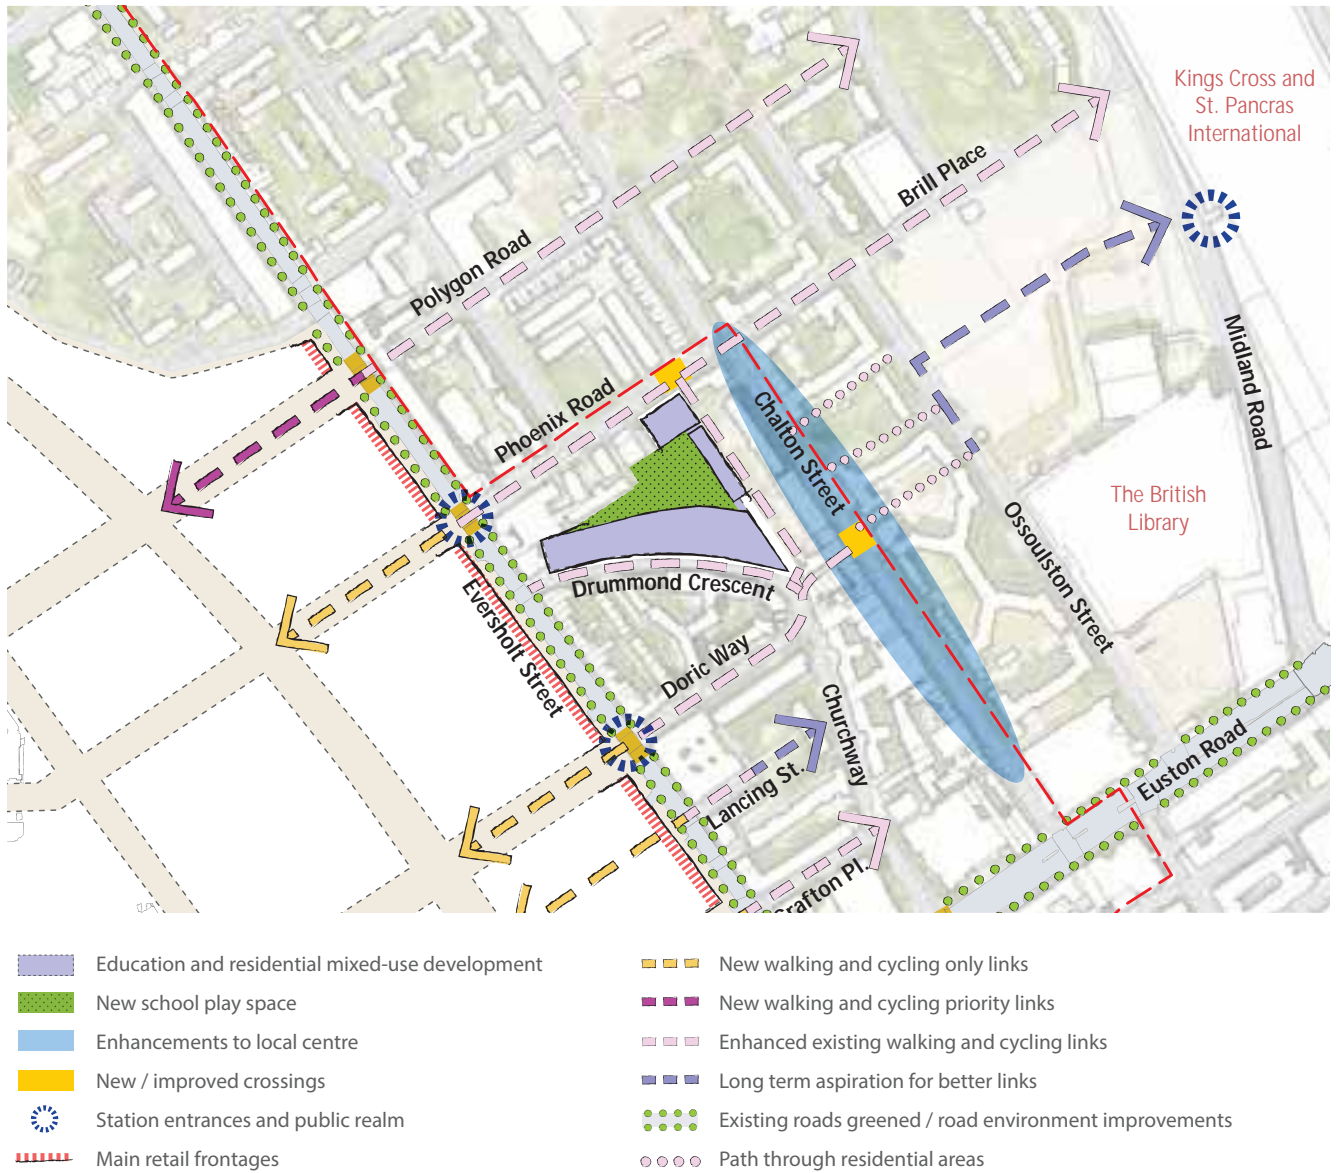 Kings Cross and
St. Pancras
International
Polygon Road
Brill Place
Midland Road
Phoenix Road
Chalton Street
The British
Library
Ossoulston Street
Drummond Crescent
Eversholt Street
Doric Way
Churchway
Lancing St.
Euston Road
Grafton Pl.
Education and residential mixed-use development
New school play space
Enhancements to local centre
New / improved crossings
Station entrances and public realm
Main retail frontages
New walking and cycling only links
New walking and cycling priority links
Enhanced existing walking and cycling links
Long term aspiration for better links
Existing roads greened / road environment improvements
Path through residential areas